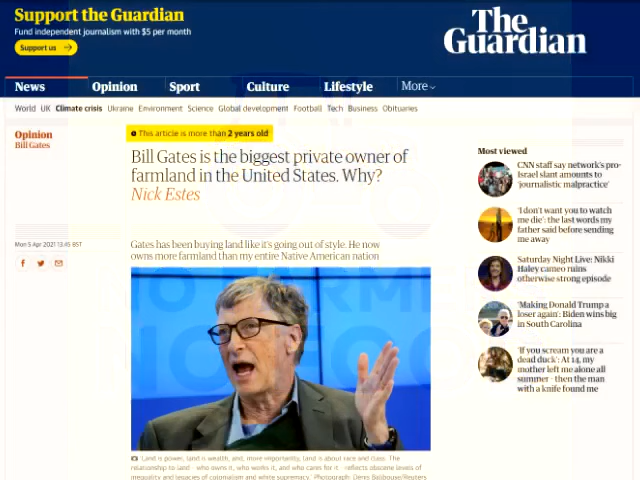 Support the Guardian
Fund independent journalism with $5 per month
Support us
The
Guardian
News
Opinion
Sport
Culture
Lifestyle
More
World UK Climate crisis Ukraine Environment Science Global development Football Tech Business Obituaries
Opinion
Bill Gates
This article is more than 2 years old
Bill Gates is the biggest private owner of
farmland in the United States. Why?
Nick Estes
Mon 5 Apr 2021 13.45 BST
Gates has been buying land like it's going out of style. He now
owns more farmland than my entire Native American nation
NO FARME
NO FOO
'Land is power, land is wealth, and, more importantly, land is about race and class. The
relationship to land – who owns it, who works it, and who cares for it – reflects obscene levels of
inequality and legacies of colonialism and white supremacy.' Photograph: Denis Balibouse/Reuters
Most viewed
CNN staff say network's pro-
Israel slant amounts to
'journalistic malpractice'
'I don't want you to watch
me die': the last words my
father said before sending
me away
Saturday Night Live: Nikki
Haley cameo ruins
otherwise strong episode
'Making Donald Trump a
loser again': Biden wins big
in South Carolina
'If you scream you are a
dead duck': At 14, my
mother left me alone all
summer – then the man
with a knife found me